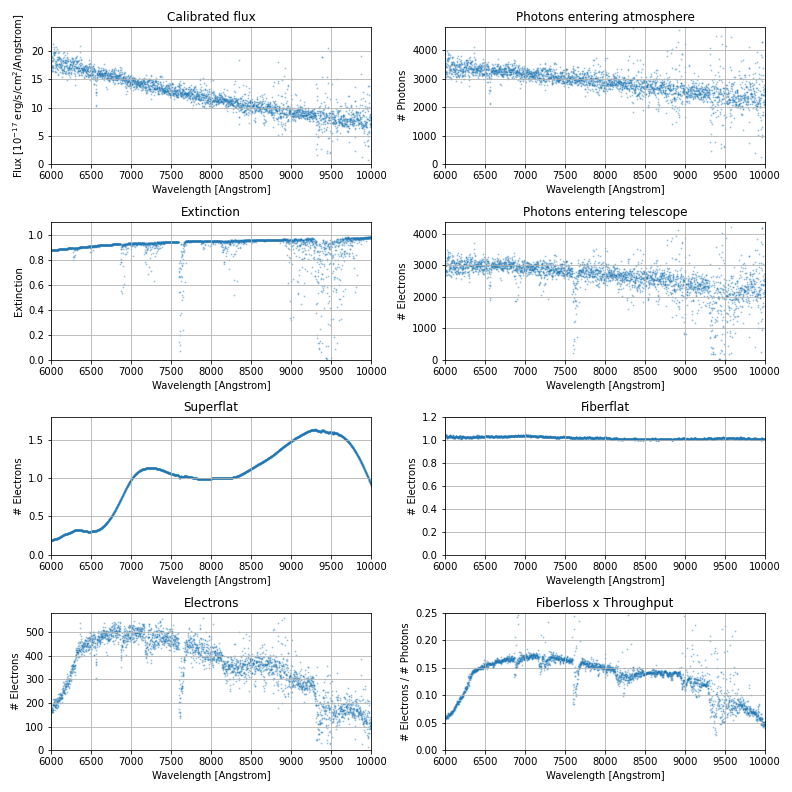 Calibrated flux
Flux [10⁻¹⁷ erg/s/cm²/Angstrom]
20
15
10
5
0
6000 6500 7000 7500 8000 8500 9000 9500 10000
Wavelength [Angstrom]
Photons entering atmosphere
# Photons
4000
3000
2000
1000
0
6000 6500 7000 7500 8000 8500 9000 9500 10000
Wavelength [Angstrom]
Extinction
Extinction
1.0
0.8
0.6
0.4
0.2
0.0
6000 6500 7000 7500 8000 8500 9000 9500 10000
Wavelength [Angstrom]
Photons entering telescope
# Electrons
4000
3000
2000
1000
0
6000 6500 7000 7500 8000 8500 9000 9500 10000
Wavelength [Angstrom]
Superflat
# Electrons
1.5
1.0
0.5
0.0
6000 6500 7000 7500 8000 8500 9000 9500 10000
Wavelength [Angstrom]
Fiberflat
# Electrons
1.2
1.0
0.8
0.6
0.4
0.2
0.0
6000 6500 7000 7500 8000 8500 9000 9500 10000
Wavelength [Angstrom]
Electrons
# Electrons
500
400
300
200
100
0
6000 6500 7000 7500 8000 8500 9000 9500 10000
Wavelength [Angstrom]
Fiberloss x Throughput
# Electrons / # Photons
0.25
0.20
0.15
0.10
0.05
0.00
6000 6500 7000 7500 8000 8500 9000 9500 10000
Wavelength [Angstrom]